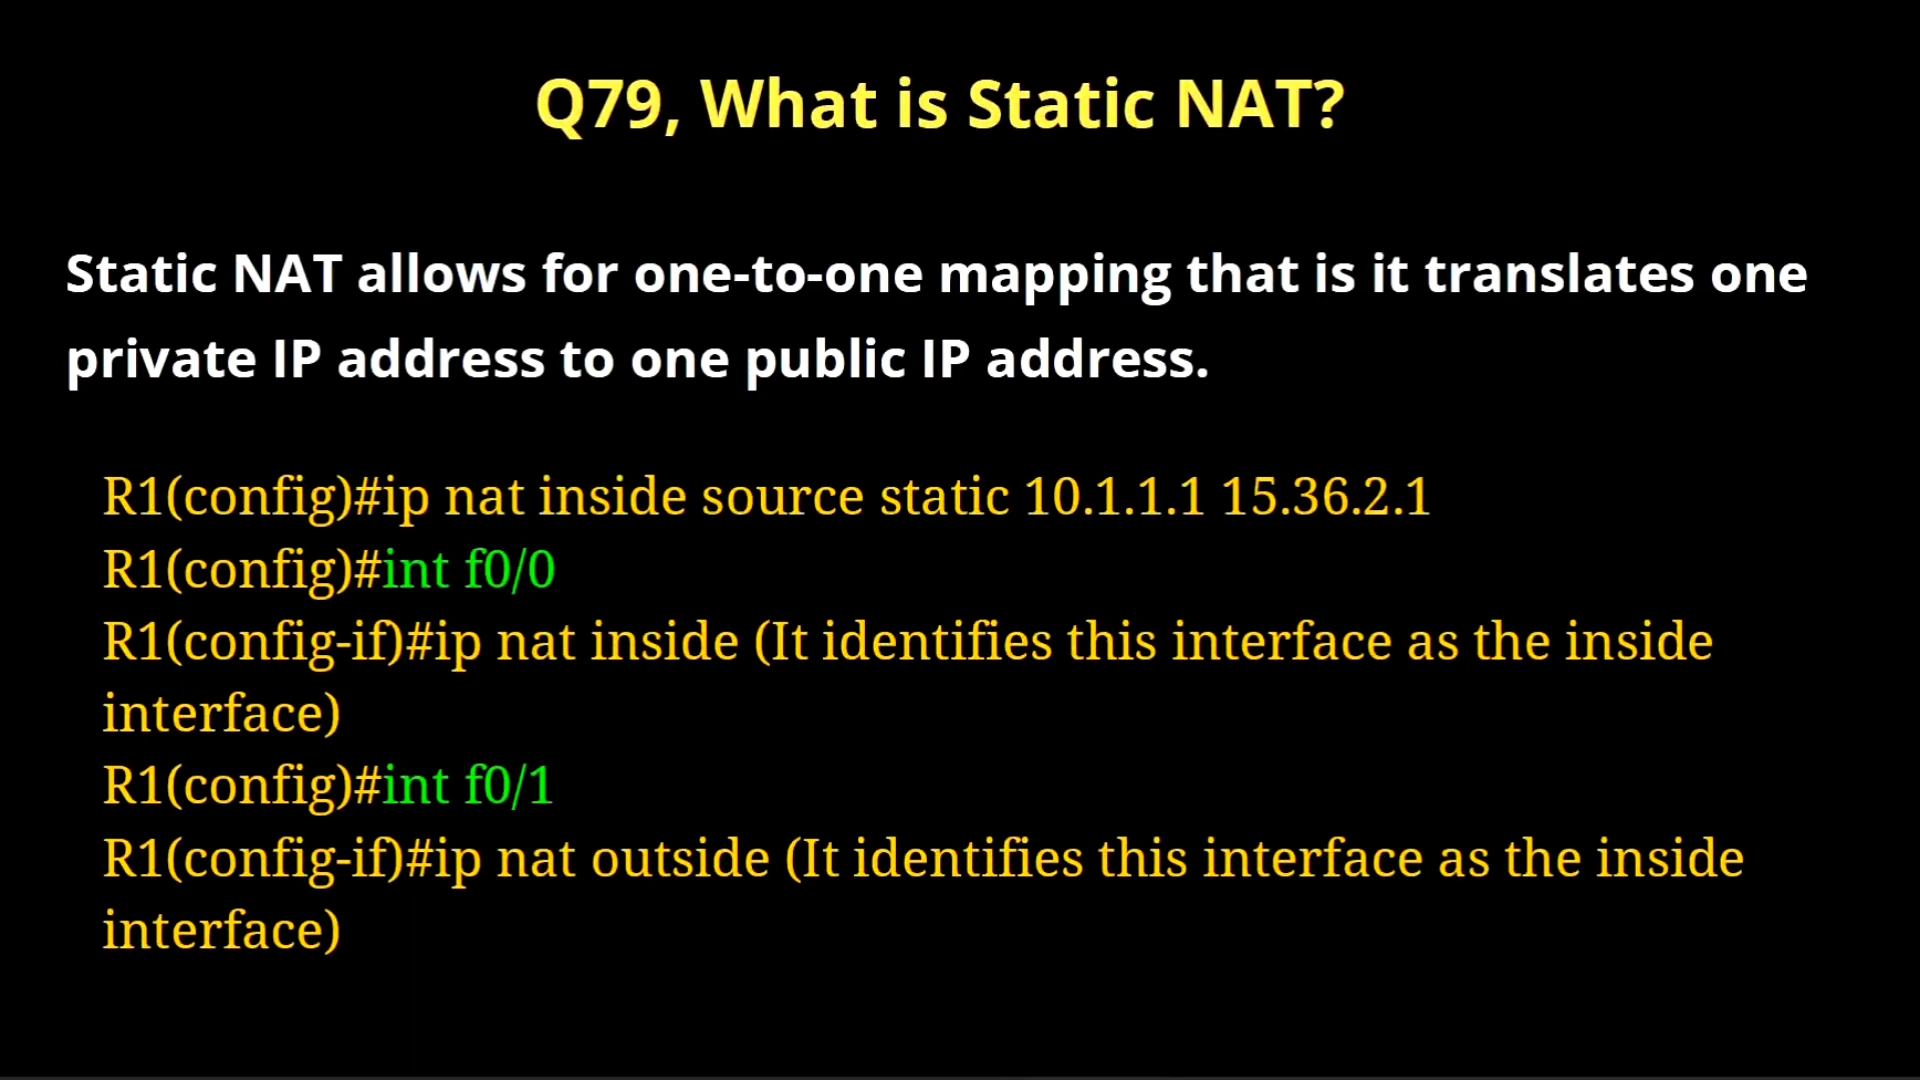 Q79, What is Static NAT?
Static NAT allows for one-to-one mapping that is it translates one
private IP address to one public IP address.
R1(config)#ip nat inside source static 10.1.1.1 15.36.2.1
R1(config)#int f0/0
R1(config-if)#ip nat inside (It identifies this interface as the inside
interface)
R1(config)#int f0/1
R1(config-if)#ip nat outside (It identifies this interface as the inside
interface)